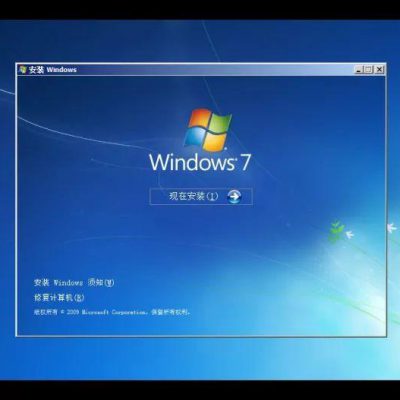 安装 Windows
Windows 7
现在安装(I)
安装 Windows 须知(W)
修复计算机(R)
版权所有 © 2009 Microsoft Corporation。保留所有权利。